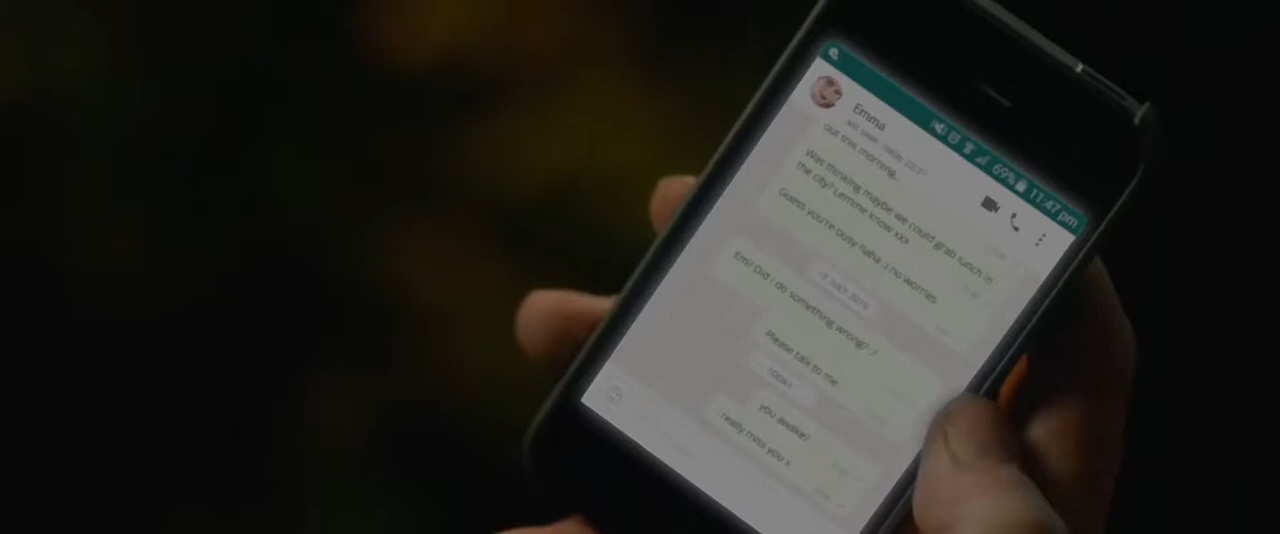 69% 11:47 pm
Emma
out this morning.
Was thinking maybe we could grab lunch in
the city? Lemme know xxx
Guess you're busy haha :) no worries
Em? Did I do something wrong? :/
Please talk to me
TODAY
you awake?
really miss you x